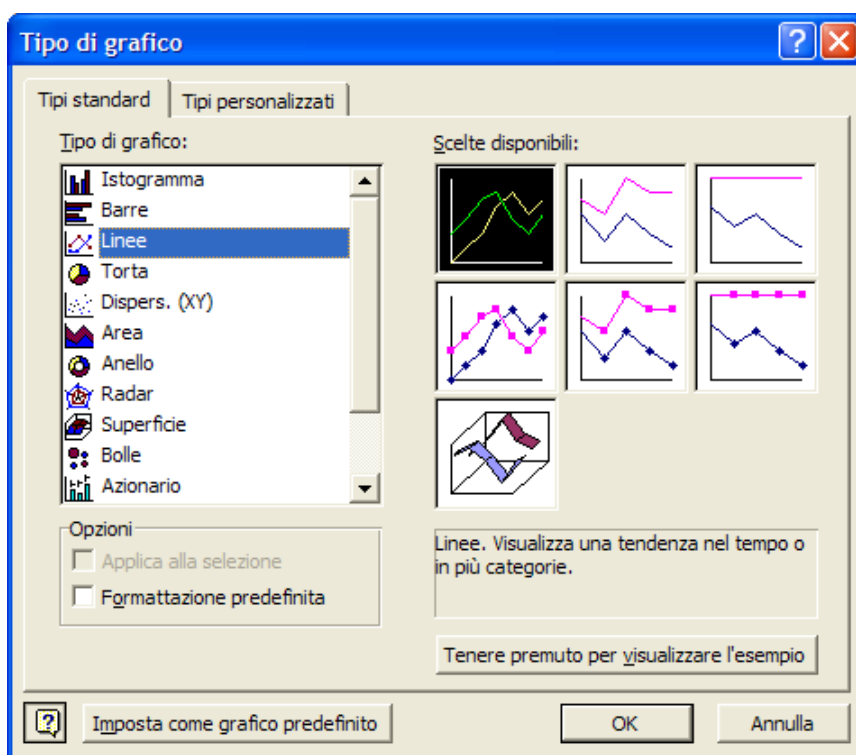 Tipo di grafico
Tipi standard
Tipi personalizzati
Tipo di grafico:
Istogramma
Barre
Linee
Torta
Dispers. (XY)
Area
Anello
Radar
Superficie
Bolle
Azionario
Scelte disponibili:
Opzioni
Applica alla selezione
Formattazione predefinita
Linee. Visualizza una tendenza nel tempo o
in più categorie.
Tenere premuto per visualizzare l'esempio
Imposta come grafico predefinito
OK
Annulla